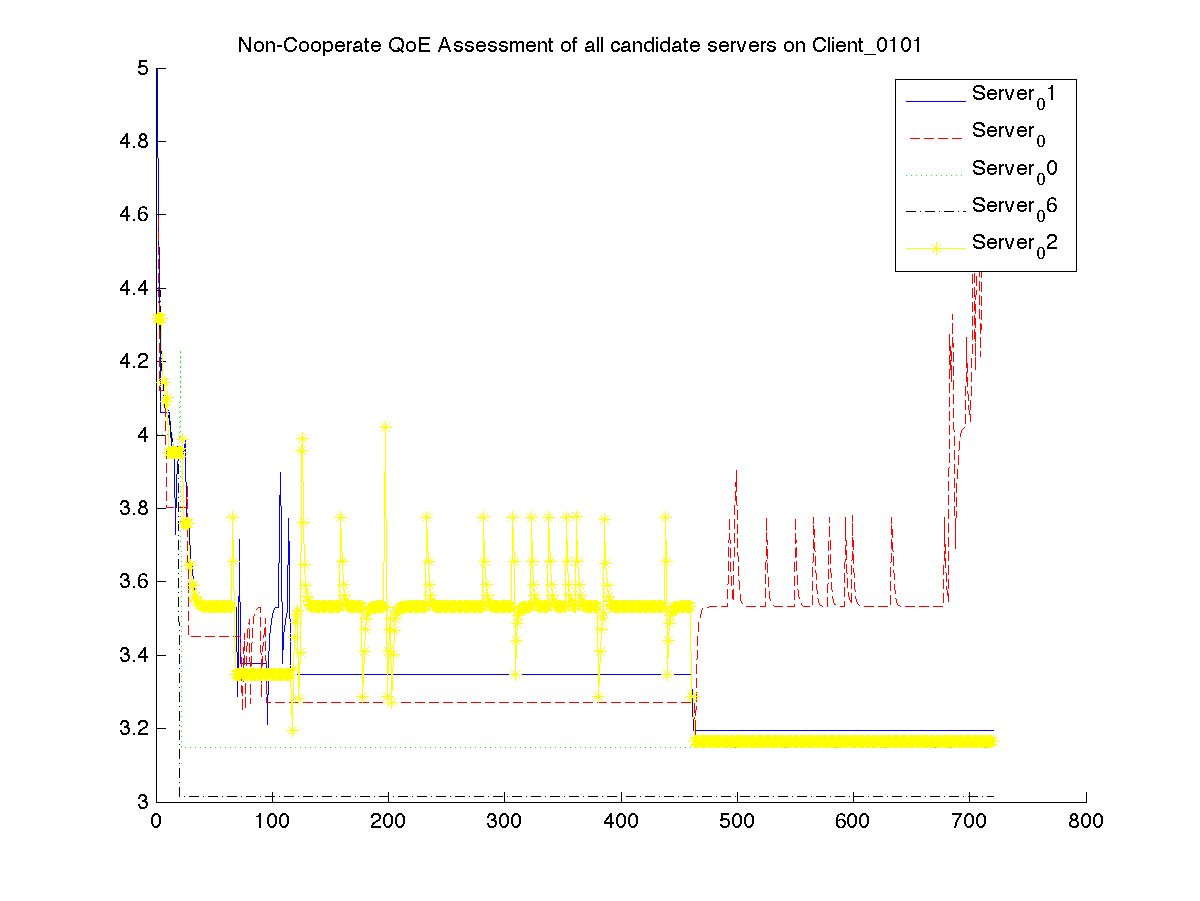 Non-Cooperate QoE Assessment of all candidate servers on Client_0101
5
4.8
4.6
4.4
4.2
4
3.8
3.6
3.4
3.2
3
0 100 200 300 400 500 600 700 800
Server₀1
Server₀
Server₀0
Server₀6
Server₀2